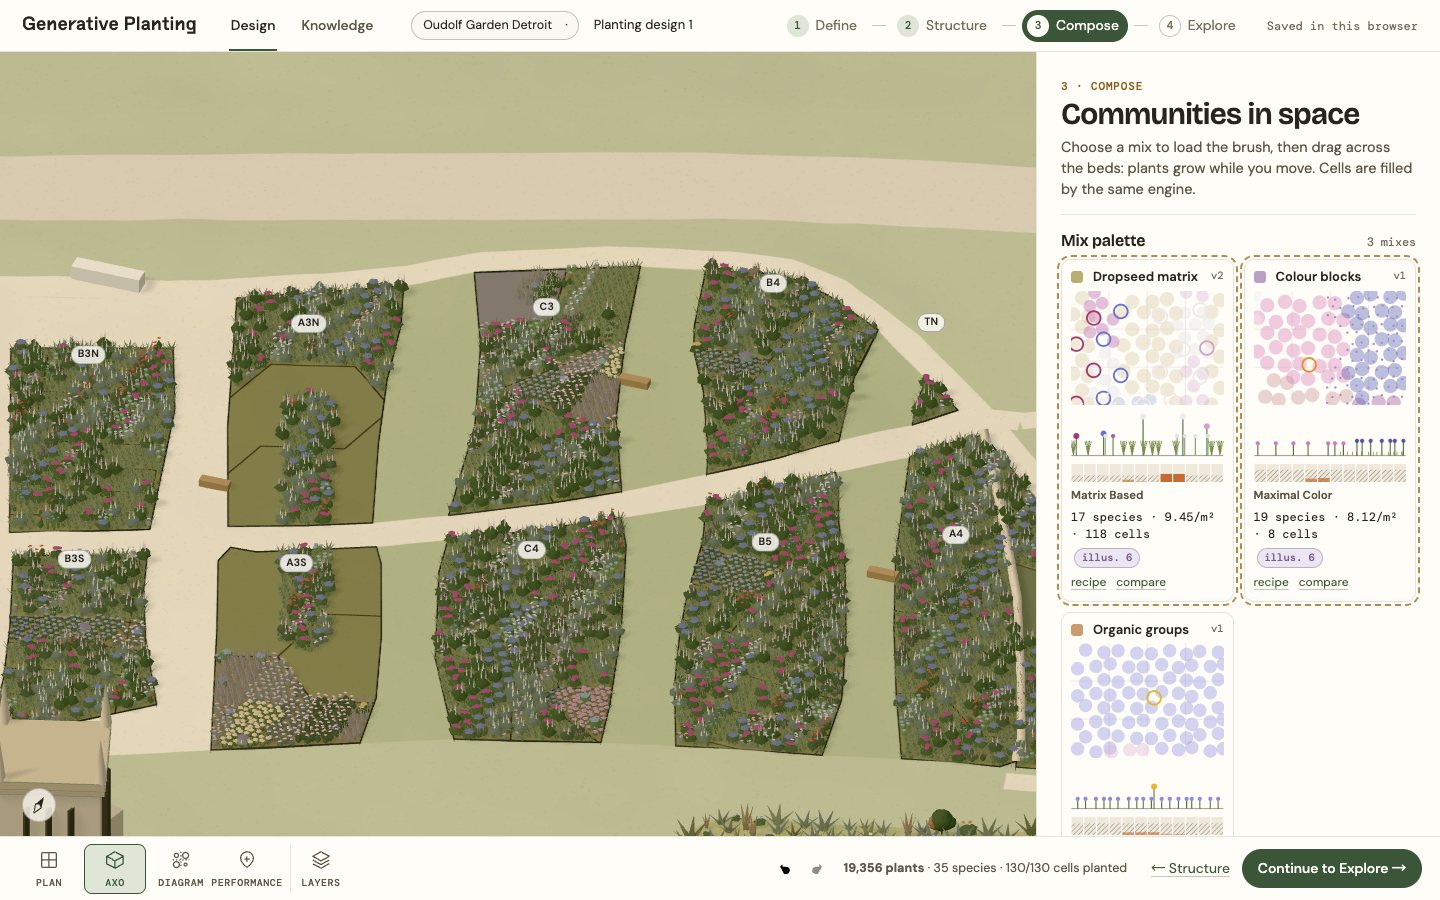 Generative Planting
Design
Knowledge
Oudolf Garden Detroit ·
Planting design 1
1 Define — 2 Structure — 3 Compose — 4 Explore
Saved in this browser
3 · COMPOSE
Communities in space
Choose a mix to load the brush, then drag across
the beds: plants grow while you move. Cells are filled
by the same engine.
Mix palette
3 mixes
Dropseed matrix v2
Matrix Based
17 species · 9.45/m²
· 118 cells
illus. 6
recipe compare
Colour blocks v1
Maximal Color
19 species · 8.12/m²
· 8 cells
illus. 6
recipe compare
Organic groups v1
B4
C3
A3N
TN
B3N
A4
B5
C4
B3S
A3S
PLAN
AXO
DIAGRAM
PERFORMANCE
LAYERS
19,356 plants · 35 species · 130/130 cells planted
← Structure
Continue to Explore →